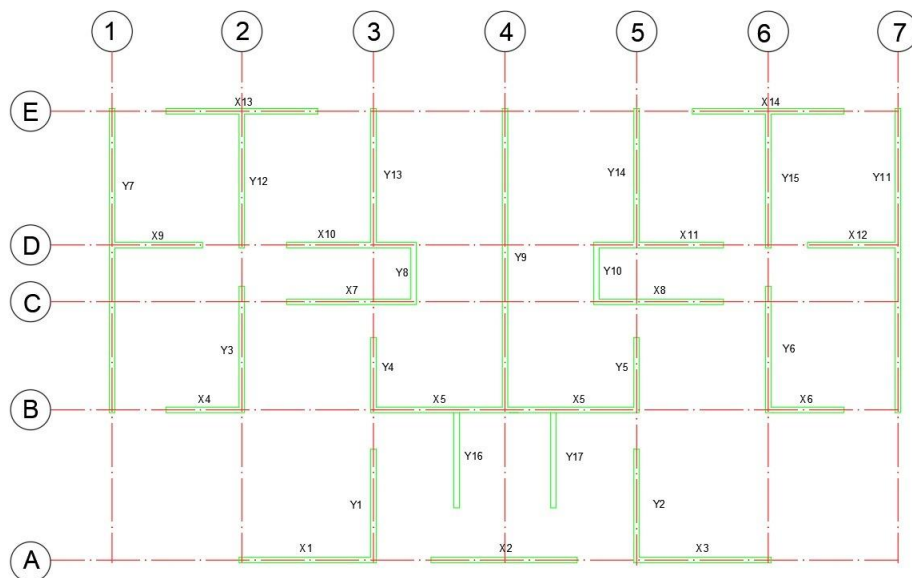 1 2 3 4 5 6 7
E X13 X14
Y7 Y12 Y13 Y14 Y15 Y11
D X9 X10 Y9 X11 X12
Y8 Y10
C X7 X8
Y3 Y4 Y5 Y6
B X4 X5 X5 X6
Y16 Y17
Y1 Y2
A X1 X2 X3